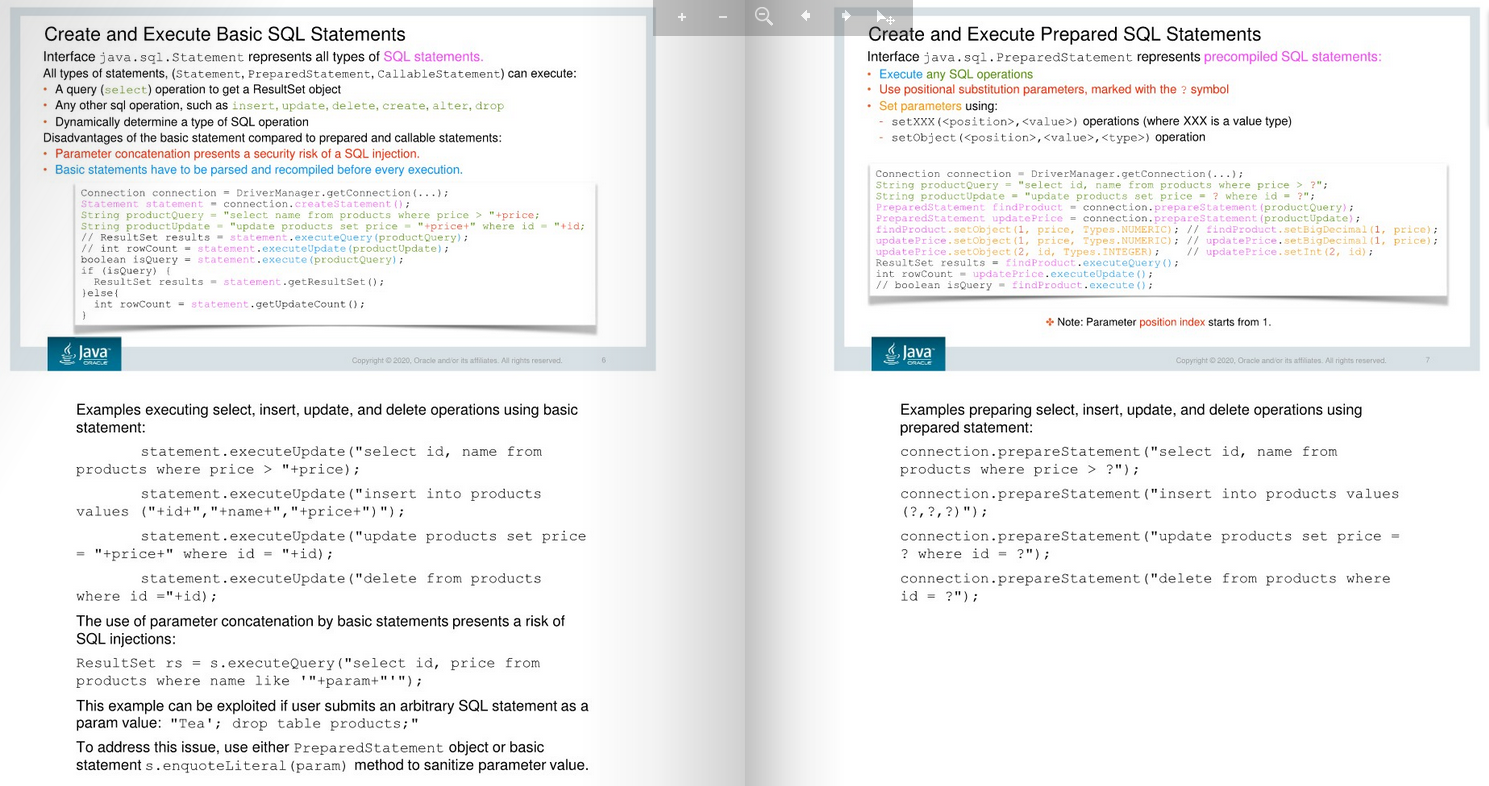 Create and Execute Basic SQL Statements
Interface java.sql.Statement represents all types of SQL statements.
All types of statements, (Statement, PreparedStatement, CallableStatement) can execute:
• A query (select) operation to get a ResultSet object
• Any other sql operation, such as insert, update, delete, create, alter, drop
• Dynamically determine a type of SQL operation
Disadvantages of the basic statement compared to prepared and callable statements:
• Parameter concatenation presents a security risk of a SQL injection.
• Basic statements have to be parsed and recompiled before every execution.
Connection connection = DriverManager.getConnection(...);
Statement statement = connection.createStatement();
String productQuery = "select name from products where price > "+price;
String productUpdate = "update products set price = "+price+" where id = "+id;
// ResultSet results = statement.executeQuery(productQuery);
// int rowCount = statement.executeUpdate(productUpdate);
boolean isQuery = statement.execute(productQuery);
if (isQuery) {
  ResultSet results = statement.getResultSet();
}else{
  int rowCount = statement.getUpdateCount();
}
Java
ORACLE
Copyright © 2020, Oracle and/or its affiliates. All rights reserved.
6
Examples executing select, insert, update, and delete operations using basic
statement:
statement.executeUpdate("select id, name from
products where price > "+price);
statement.executeUpdate("insert into products
values ("+id+","+name+","+price+")");
statement.executeUpdate("update products set price
= "+price+" where id = "+id);
statement.executeUpdate("delete from products
where id ="+id);
The use of parameter concatenation by basic statements presents a risk of
SQL injections:
ResultSet rs = s.executeQuery("select id, price from
products where name like '"+param+"'");
This example can be exploited if user submits an arbitrary SQL statement as a
param value: "Tea'; drop table products;"
To address this issue, use either PreparedStatement object or basic
statement s.enquoteLiteral(param) method to sanitize parameter value.
Create and Execute Prepared SQL Statements
Interface java.sql.PreparedStatement represents precompiled SQL statements:
• Execute any SQL operations
• Use positional substitution parameters, marked with the ? symbol
• Set parameters using:
- setXXX(<position>,<value>) operations (where XXX is a value type)
- setObject(<position>,<value>,<type>) operation
Connection connection = DriverManager.getConnection(...);
String productQuery = "select id, name from products where price > ?";
String productUpdate = "update products set price = ? where id = ?";
PreparedStatement findProduct = connection.prepareStatement(productQuery);
PreparedStatement updatePrice = connection.prepareStatement(productUpdate);
findProduct.setObject(1, price, Types.NUMERIC); // findProduct.setBigDecimal(1, price);
updatePrice.setObject(1, price, Types.NUMERIC); // updatePrice.setBigDecimal(1, price);
updatePrice.setObject(2, id, Types.INTEGER);    // updatePrice.setInt(2, id);
ResultSet results = findProduct.executeQuery();
int rowCount = updatePrice.executeUpdate();
// boolean isQuery = findProduct.execute();
✤ Note: Parameter position index starts from 1.
Java
ORACLE
Copyright © 2020, Oracle and/or its affiliates. All rights reserved.
7
Examples preparing select, insert, update, and delete operations using
prepared statement:
connection.prepareStatement("select id, name from
products where price > ?");
connection.prepareStatement("insert into products values
(?,?,?)");
connection.prepareStatement("update products set price =
? where id = ?");
connection.prepareStatement("delete from products where
id = ?");